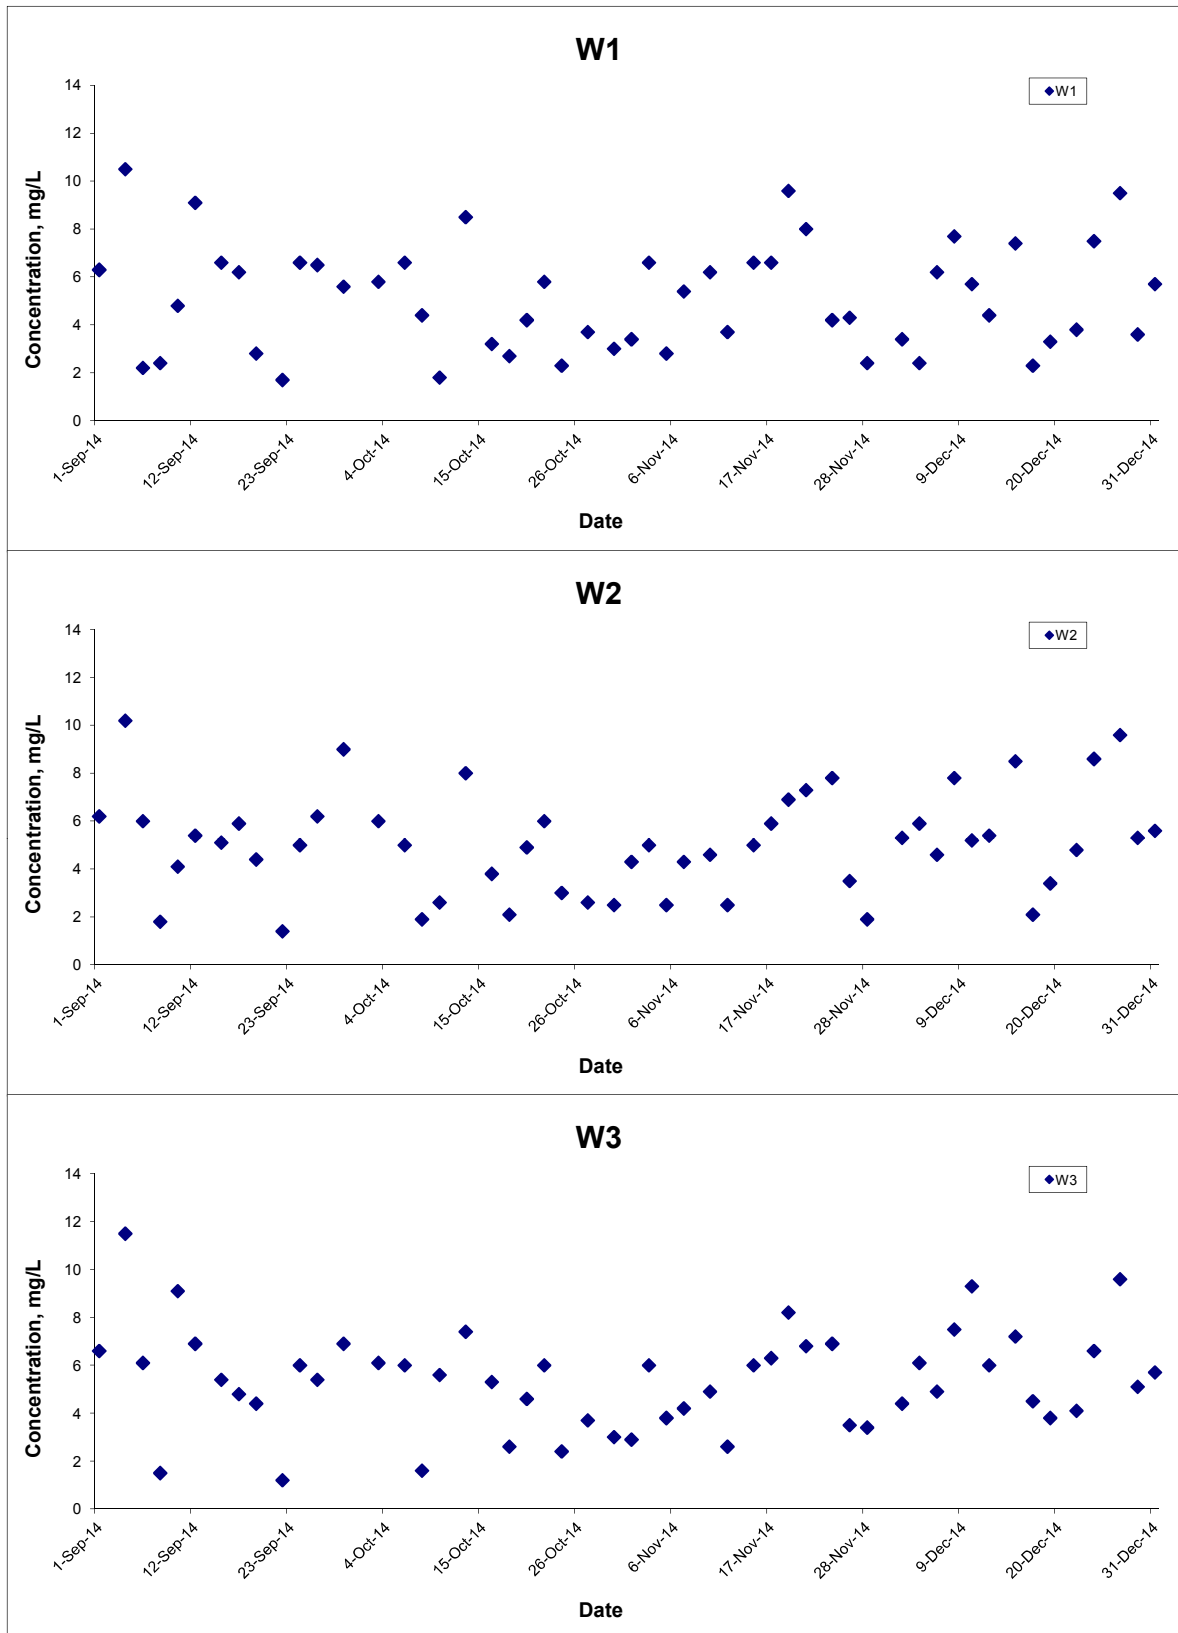 W1
W1
Concentration, mg/L
14
12
10
8
6
4
2
0
1-Sep-14
12-Sep-14
23-Sep-14
4-Oct-14
15-Oct-14
26-Oct-14
6-Nov-14
17-Nov-14
28-Nov-14
9-Dec-14
20-Dec-14
31-Dec-14
Date
W2
W2
Concentration, mg/L
14
12
10
8
6
4
2
0
1-Sep-14
12-Sep-14
23-Sep-14
4-Oct-14
15-Oct-14
26-Oct-14
6-Nov-14
17-Nov-14
28-Nov-14
9-Dec-14
20-Dec-14
31-Dec-14
Date
W3
W3
Concentration, mg/L
14
12
10
8
6
4
2
0
1-Sep-14
12-Sep-14
23-Sep-14
4-Oct-14
15-Oct-14
26-Oct-14
6-Nov-14
17-Nov-14
28-Nov-14
9-Dec-14
20-Dec-14
31-Dec-14
Date